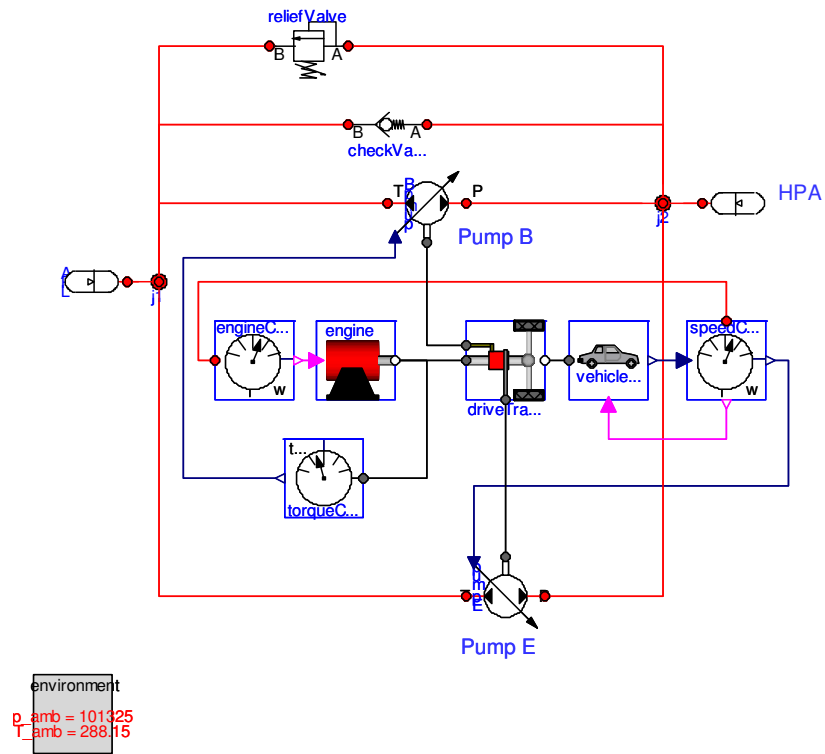 reliefValve
B
A
B
A
checkVa...
T
P
HPA
j2
Pump B
j1
engineC...
engine
speedC...
w
w
vehicle...
driveTra...
t...
torqueC...
Pump E
environment
p_amb = 101325
T_amb = 288.15